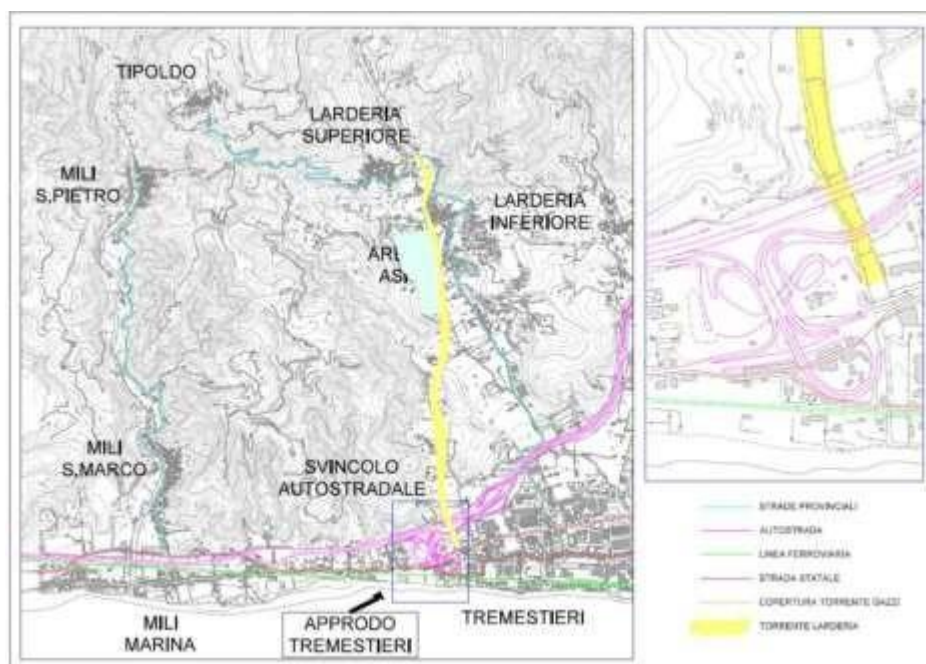 TIPOLDO
LARDERIA
SUPERIORE
MILI
S.PIETRO
LARDERIA
INFERIORE
MILI
S.MARCO
SVINCOLO
AUTOSTRADALE
MILI
MARINA
APPRODO
TREMESTIERI
TREMESTIERI
STRADE PROVINCIALI
AUTOSTRADA
LINEA FERROVIARIA
STRADA STATALE
COPERTURA TORRENTE GAZZI
TORRENTE LARDERIA